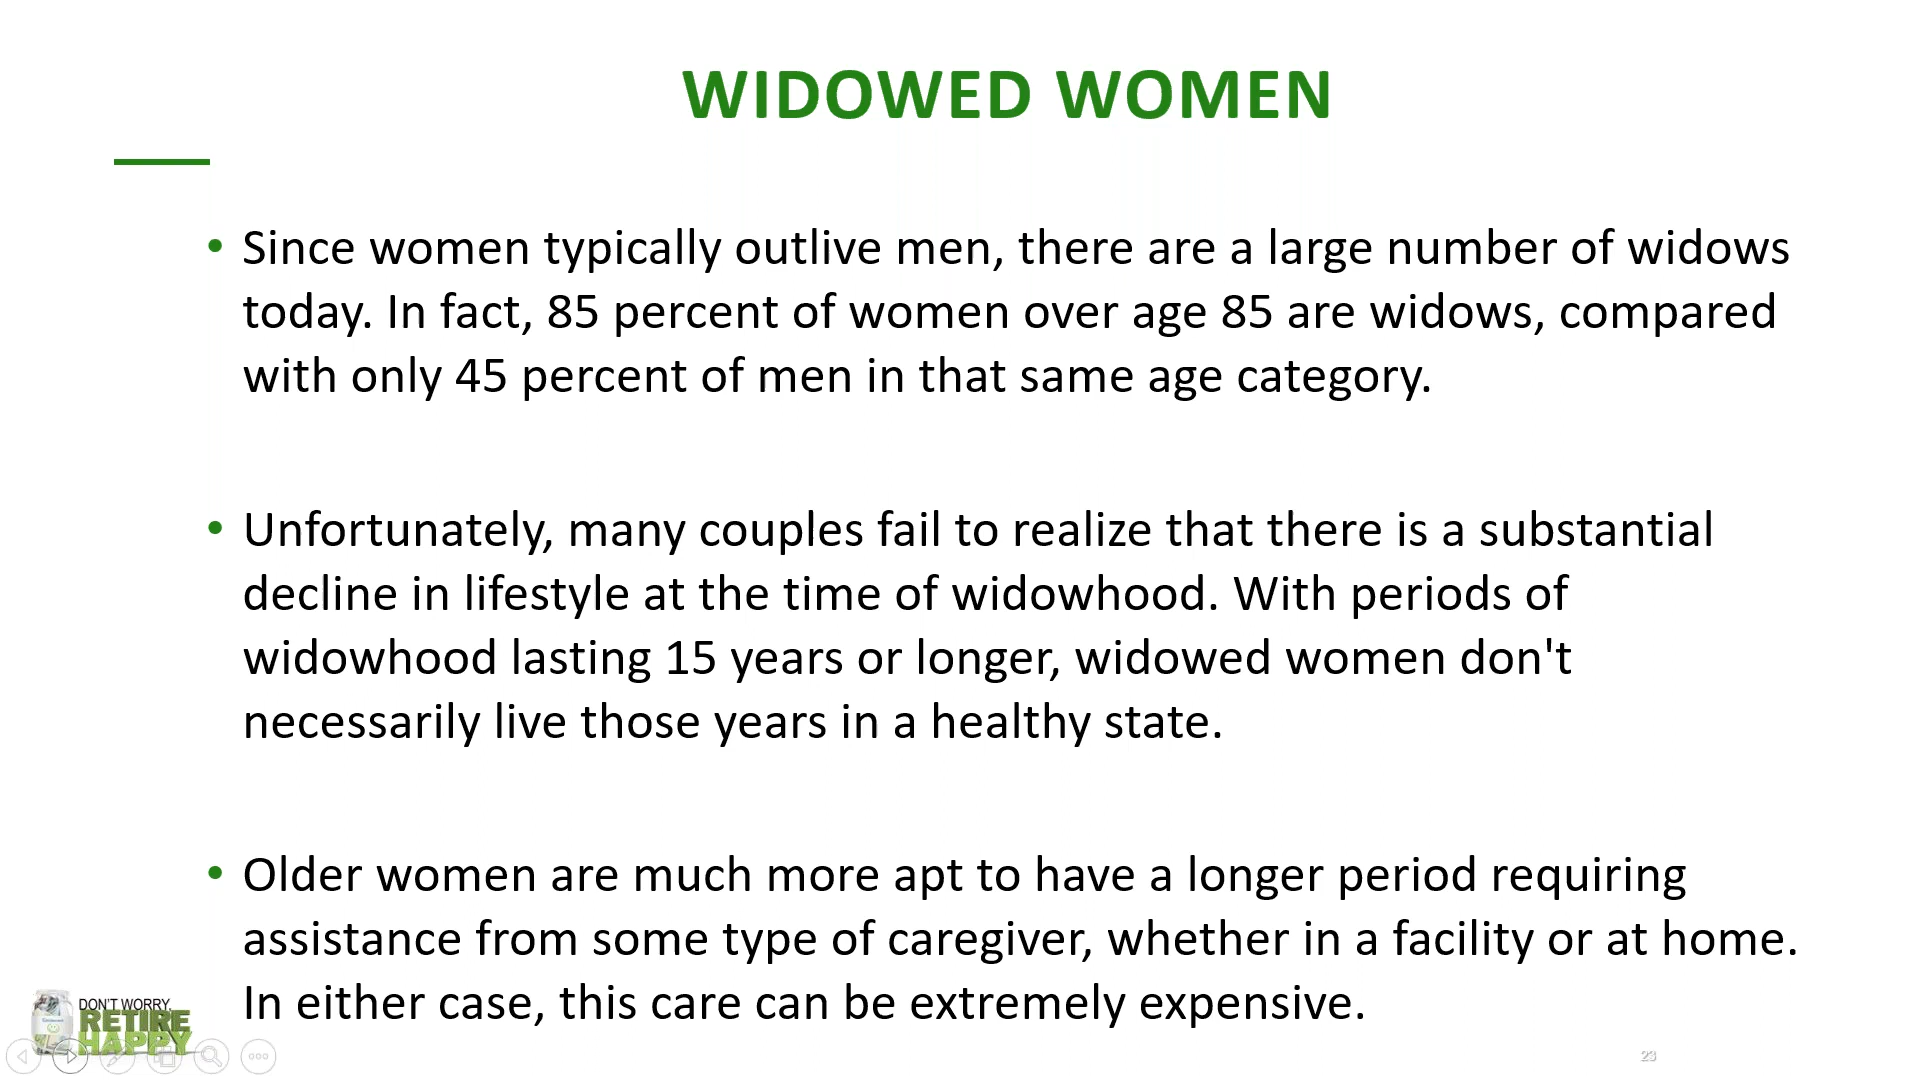 WIDOWED WOMEN
• Since women typically outlive men, there are a large number of widows
today. In fact, 85 percent of women over age 85 are widows, compared
with only 45 percent of men in that same age category.
• Unfortunately, many couples fail to realize that there is a substantial
decline in lifestyle at the time of widowhood. With periods of
widowhood lasting 15 years or longer, widowed women don't
necessarily live those years in a healthy state.
• Older women are much more apt to have a longer period requiring
assistance from some type of caregiver, whether in a facility or at home.
In either case, this care can be extremely expensive.
DON'T WORRY,
RETIRE
HAPPY
23